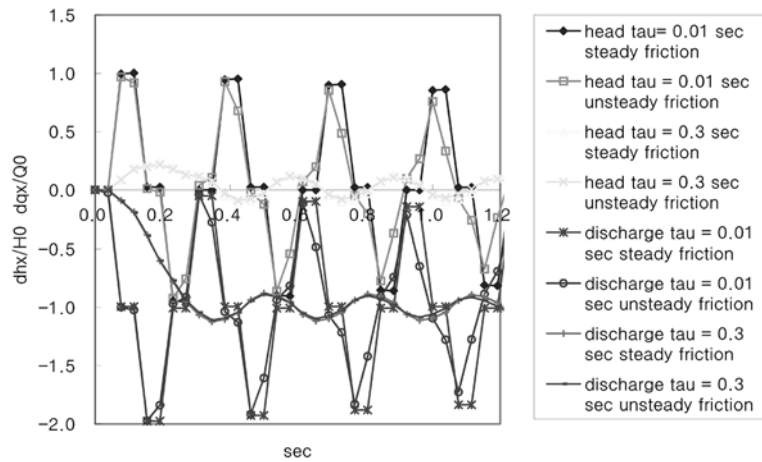 1.5
1.0
0.5
0.0
-0.5
-1.0
-1.5
-2.0
dhx/H0 dqx/Q0
0.0 0.2 0.4 0.6 0.8 1.0 1.2
sec
head tau= 0.01 sec
steady friction
head tau = 0.01 sec
unsteady friction
head tau = 0.3 sec
steady friction
head tau = 0.3 sec
unsteady friction
discharge tau = 0.01
sec steady friction
discharge tau = 0.01
sec unsteady friction
discharge tau = 0.3
sec steady friction
discharge tau = 0.3
sec unsteady friction